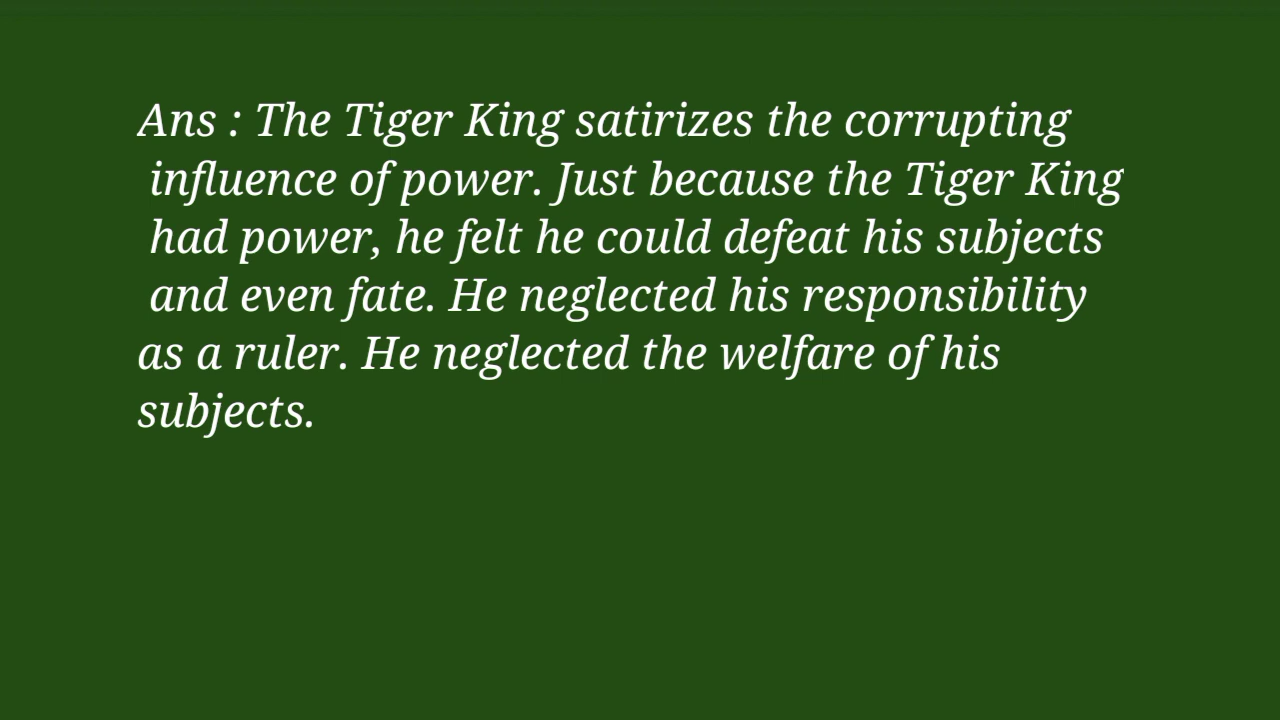 Ans : The Tiger King satirizes the corrupting
influence of power. Just because the Tiger King
had power, he felt he could defeat his subjects
and even fate. He neglected his responsibility
as a ruler. He neglected the welfare of his
subjects.